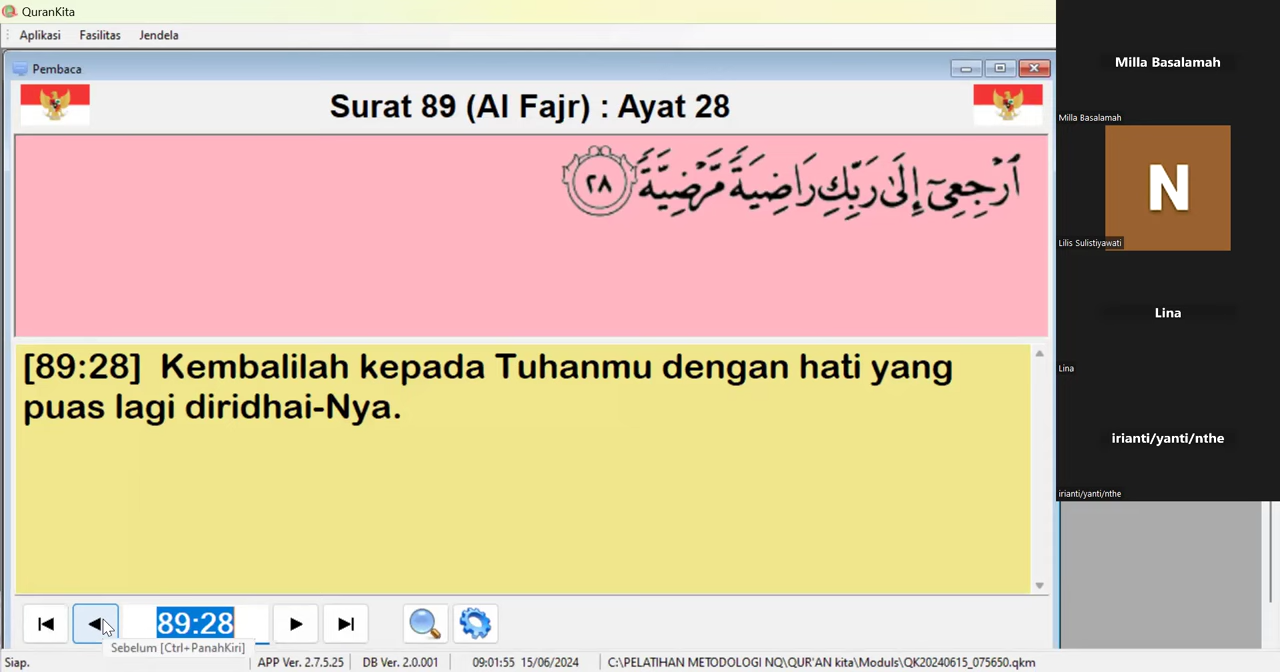 QuranKita
Aplikasi Fasilitas Jendela
Pembaca
Surat 89 (Al Fajr) : Ayat 28
ٱرْجِعِىٓ إِلَىٰ رَبِّكِ رَاضِيَةً مَّرْضِيَّةً ٢٨
[89:28] Kembalilah kepada Tuhanmu dengan hati yang
puas lagi diridhai-Nya.
89:28
Sebelum [Ctrl+PanahKiri]
Siap. APP Ver. 2.7.5.25 DB Ver. 2.0.001 09:01:55 15/06/2024 C:\PELATIHAN METODOLOGI NQ\QUR'AN kita\Moduls\QK20240615_075650.qkm
Milla Basalamah
Milla Basalamah
N
Lilis Sulistiyawati
Lina
Lina
irianti/yanti/nthe
irianti/yanti/nthe